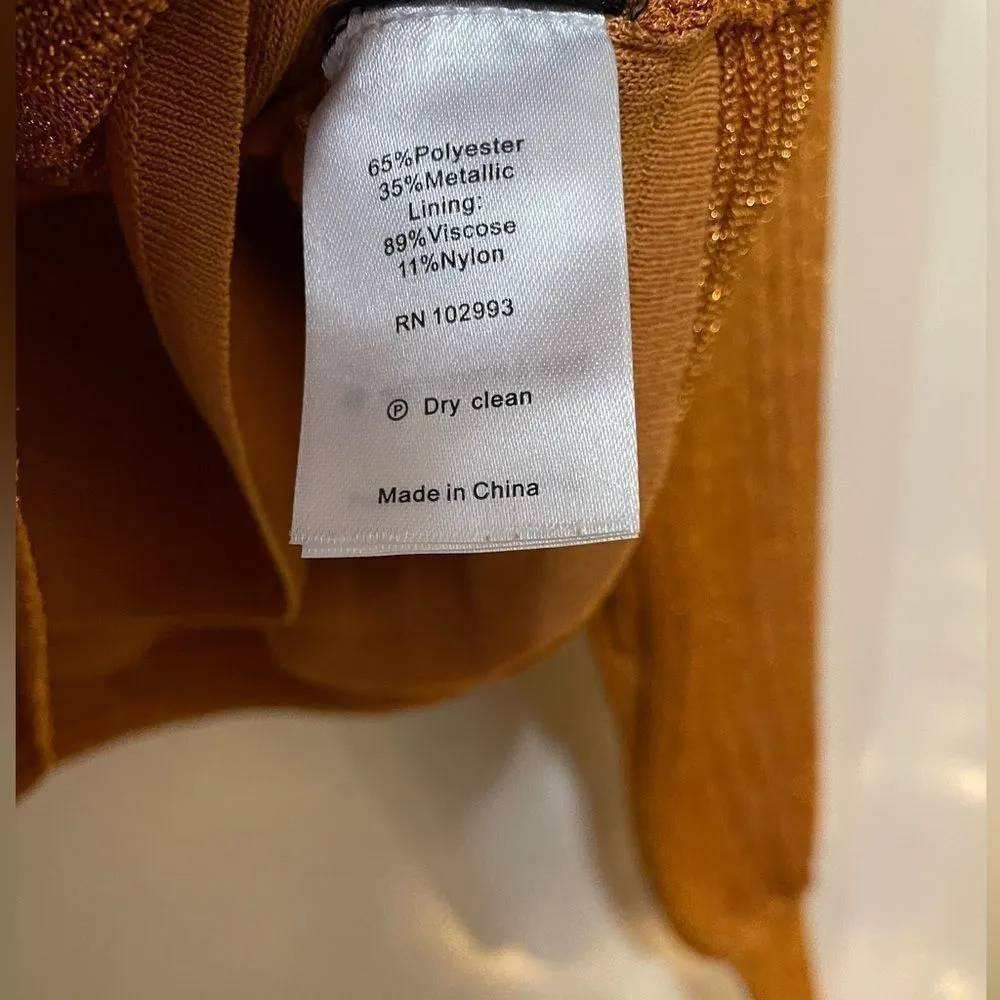 65%Polyester
35%Metallic
Lining:
89%Viscose
11%Nylon
RN 102993
Ⓟ Dry clean
Made in China